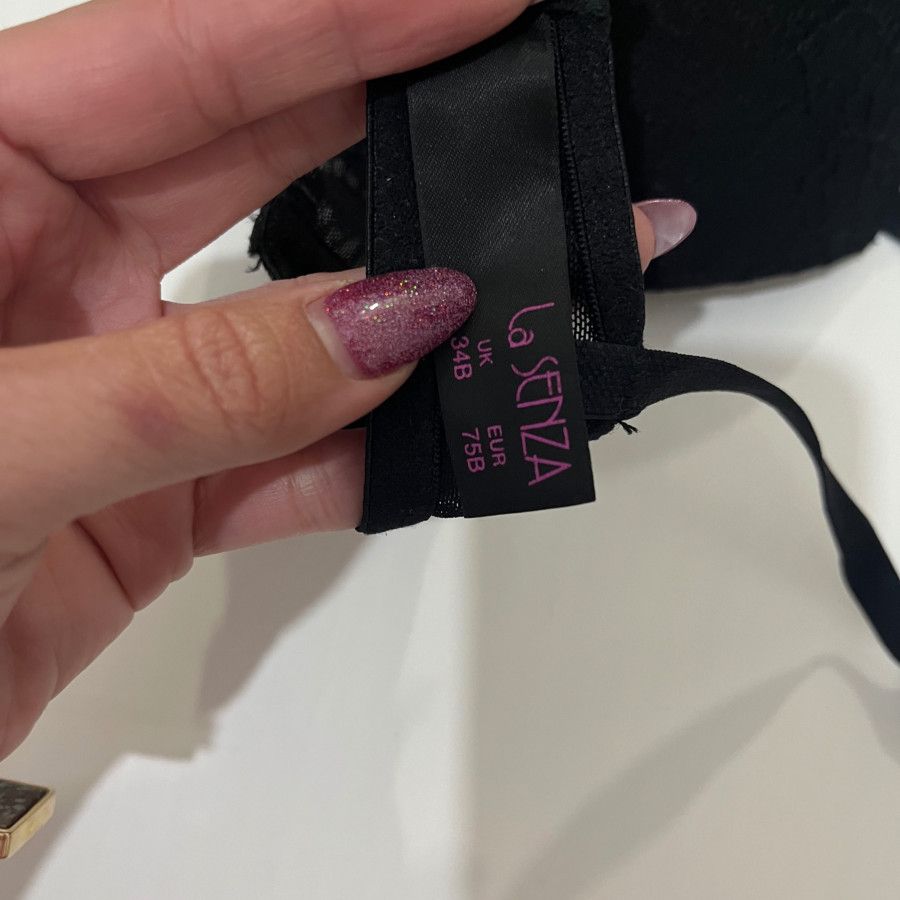 La SENZA
UK EUR
34B 75B